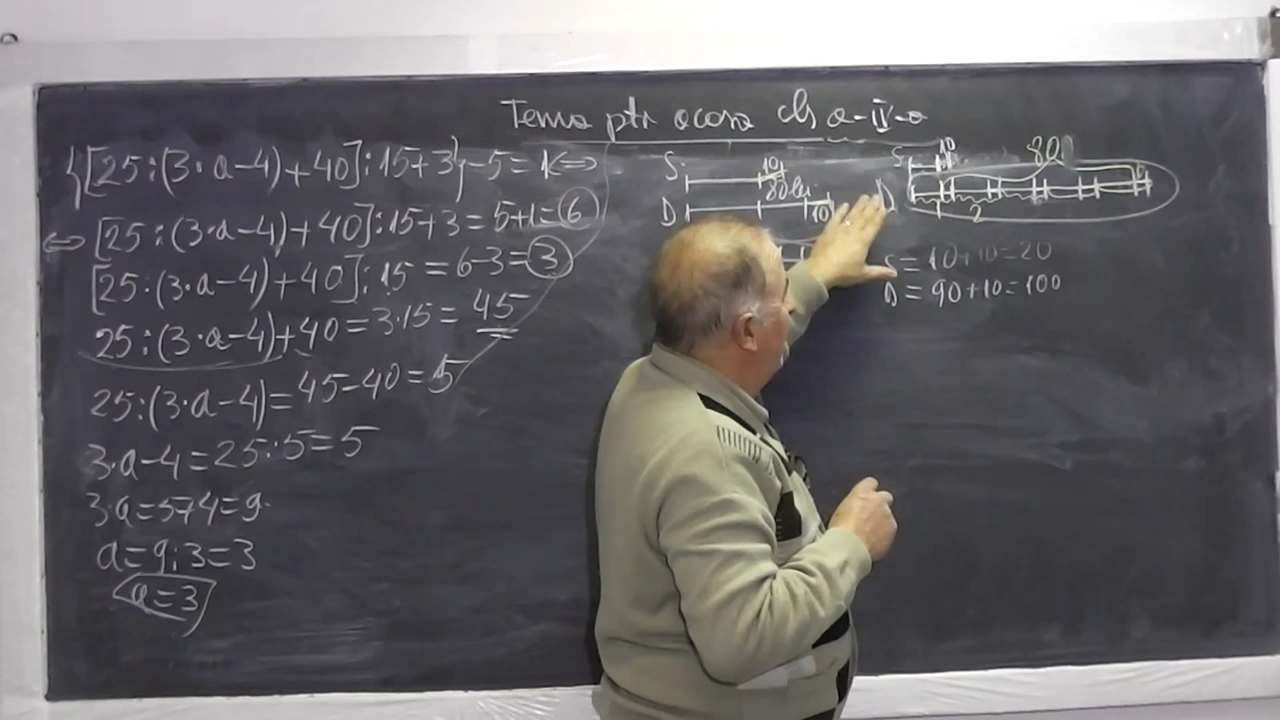 Tema ptr acasa cls a-IV-a
{[25:(3·a-4)+40]:15+3}-5=1<=>
<=> [25:(3·a-4)+40]:15+3=5+1=6
[25:(3·a-4)+40]:15=6-3=3
25:(3·a-4)+40=3·15=45
25:(3·a-4)=45-40=5
3·a-4=25:5=5
3·a=5+4=9
a=9:3=3
a=3
S 10
80 lei
D 10
S 10 80
D 2
S=10+10=20
D=90+10=100